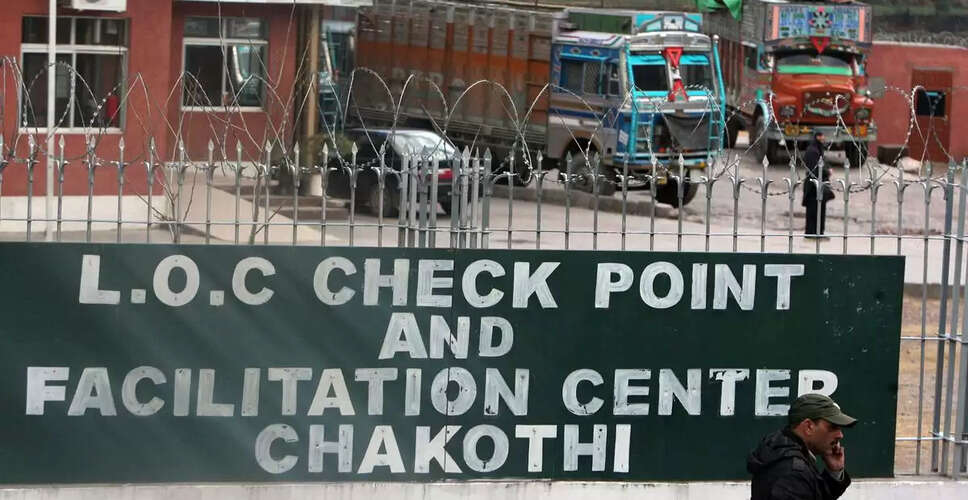 L.O.C CHECK POINT
AND
FACILITATION CENTER
CHAKOTHI